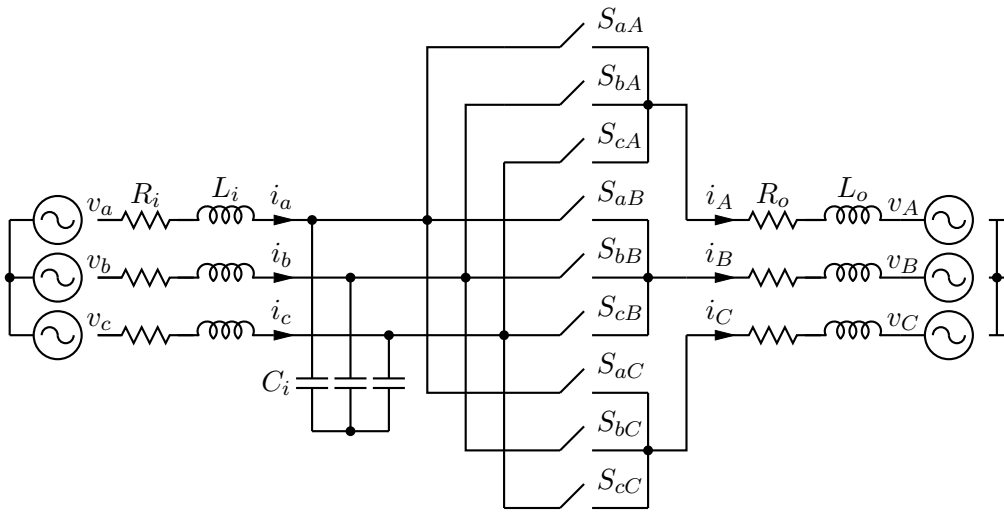 S_{aA}
S_{bA}
S_{cA}
v_a R_i L_i i_a S_{aB} i_A R_o L_o v_A
v_b i_b S_{bB} i_B v_B
v_c i_c S_{cB} i_C v_C
C_i S_{aC}
S_{bC}
S_{cC}